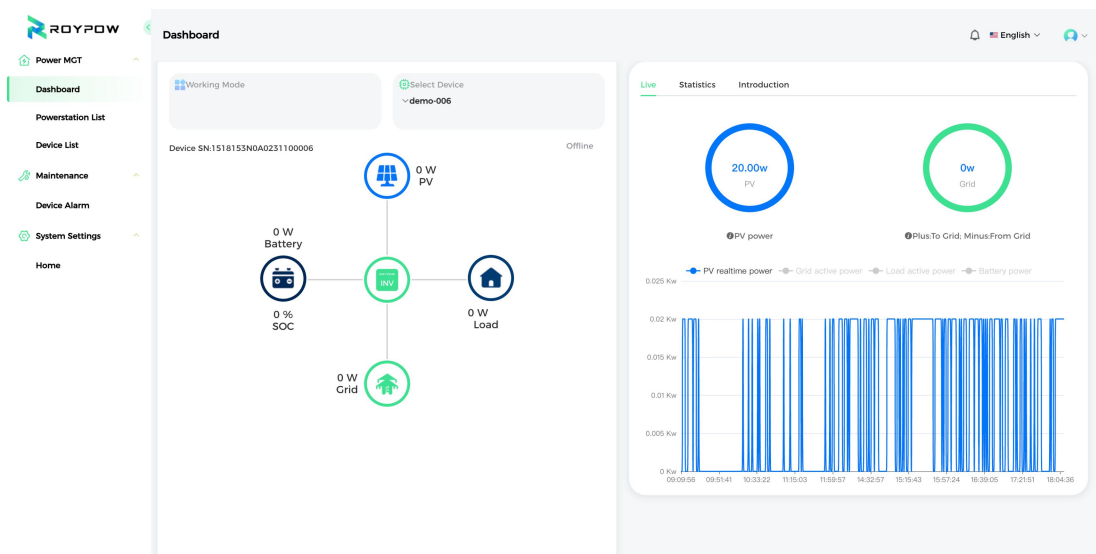 ROYPOW
Dashboard
English
Power MGT
Dashboard
Powerstation List
Device List
Maintenance
Device Alarm
System Settings
Home
Working Mode
Select Device
demo-006
Device SN:1518153N0A0231100006
Offline
0 W
PV
0 W
Battery
INV
0 %
SOC
0 W
Load
0 W
Grid
Live Statistics Introduction
20.00w
PV
0w
Grid
PV power
Plus:To Grid; Minus:From Grid
PV realtime power Grid active power Load active power Battery power
0.025 Kw
0.02 Kw
0.015 Kw
0.01 Kw
0.005 Kw
0 Kw
09:09:56 09:51:41 10:33:22 11:15:03 11:59:57 14:32:57 15:15:43 15:57:24 16:39:05 17:21:51 18:04:36